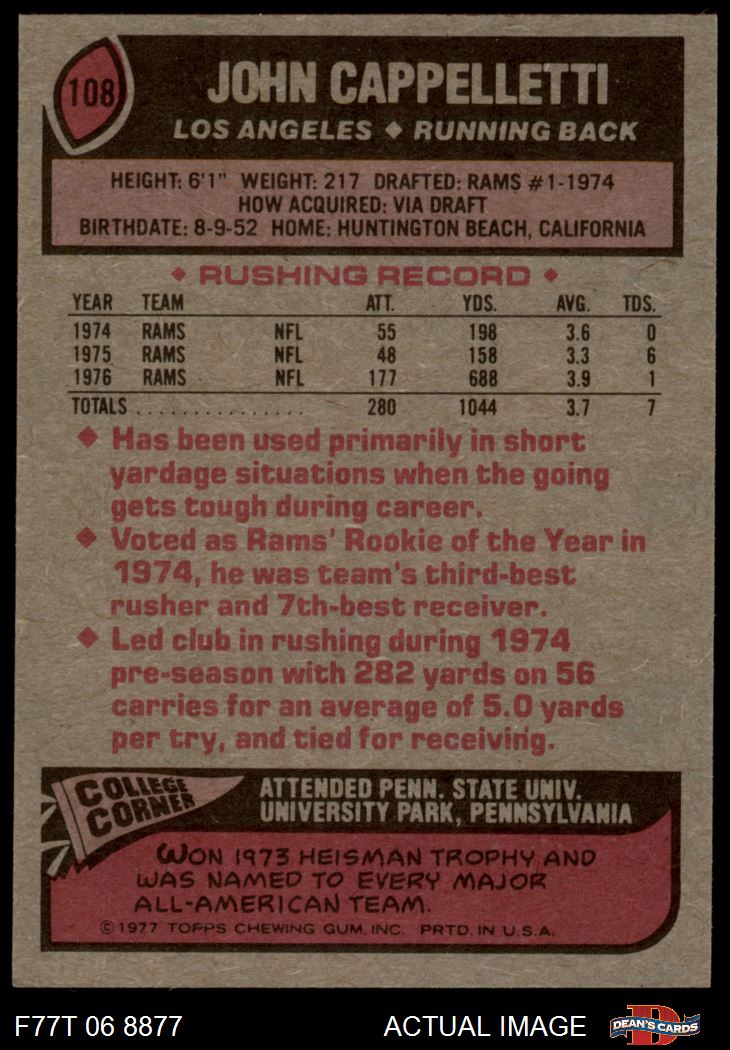 108
JOHN CAPPELLETTI
LOS ANGELES ◆ RUNNING BACK
HEIGHT: 6'1" WEIGHT: 217 DRAFTED: RAMS #1-1974
HOW ACQUIRED: VIA DRAFT
BIRTHDATE: 8-9-52 HOME: HUNTINGTON BEACH, CALIFORNIA
◆ RUSHING RECORD ◆
YEAR TEAM ATT. YDS. AVG. TDS.
1974 RAMS NFL 55 198 3.6 0
1975 RAMS NFL 48 158 3.3 6
1976 RAMS NFL 177 688 3.9 1
TOTALS . . . . . . . . . . . . . . . 280 1044 3.7 7
◆ Has been used primarily in short
yardage situations when the going
gets tough during career.
◆ Voted as Rams' Rookie of the Year in
1974, he was team's third-best
rusher and 7th-best receiver.
◆ Led club in rushing during 1974
pre-season with 282 yards on 56
carries for an average of 5.0 yards
per try, and tied for receiving.
COLLEGE
CORNER
ATTENDED PENN. STATE UNIV.
UNIVERSITY PARK, PENNSYLVANIA
WON 1973 HEISMAN TROPHY AND
WAS NAMED TO EVERY MAJOR
ALL-AMERICAN TEAM.
©1977 TOPPS CHEWING GUM, INC. PRTD. IN U.S.A.
F77T 06 8877 ACTUAL IMAGE
D
DEAN'S CARDS